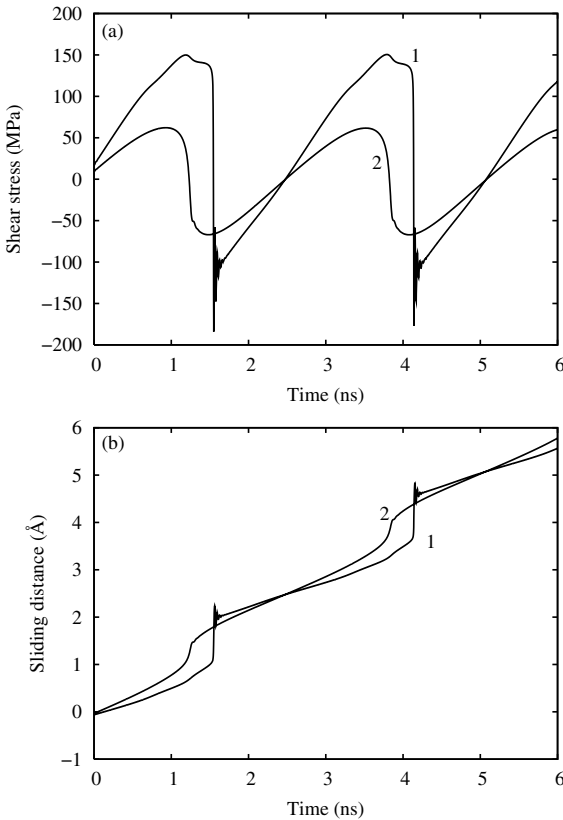 (a)
Shear stress (MPa)
200
150
100
50
0
−50
−100
−150
−200
1
2
0 1 2 3 4 5 6
Time (ns)
(b)
Sliding distance (Å)
6
5
4
3
2
1
0
−1
2
1
0 1 2 3 4 5 6
Time (ns)